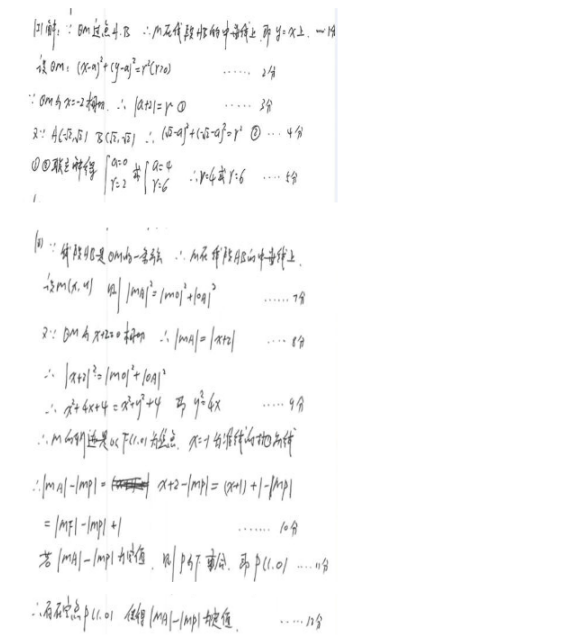 解: ∵ ⊙M过点A.B ∴ M在线段AB的中垂线上, 即 y=x上. …1分
设⊙M: (x-a)²+(y-a)²=r²(r>0) …… 2分
∵ ⊙M与x=-2相切. ∴ |a+2|=r ① …… 3分
又∵ A(-√2,√2) B(√2,-√2) ∴ (√2-a)²+(-√2-a)²=r² ② … 4分
①②联立解得 {a=0 r=2 或 {a=4 r=6 ∴ r=4或r=6 …… 5分
∵ 线段AB是⊙M的一条弦 ∴ M在线段AB的中垂线上.
设M(x,y) 则 |MA|²=|MO|²+|OA|² …… 7分
又∵ ⊙M与x+2=0相切 ∴ |MA|=|x+2| …… 8分
∴ |x+2|²=|MO|²+|OA|²
∴ x²+4x+4=x²+y²+4 即 y²=4x …… 9分
∴ M的轨迹是以F(1.0)为焦点. x=-1为准线的抛物线
∴ |MA|-|MP|= x+2-|MP|=(x+1)+1-|MP|
=|MF|-|MP|+1 …… 10分
若|MA|-|MP|为定值. 则P与F重合. 即P(1.0) …… 11分
∴ 存在定点P(1.0) 使得|MA|-|MP|为定值. …… 12分